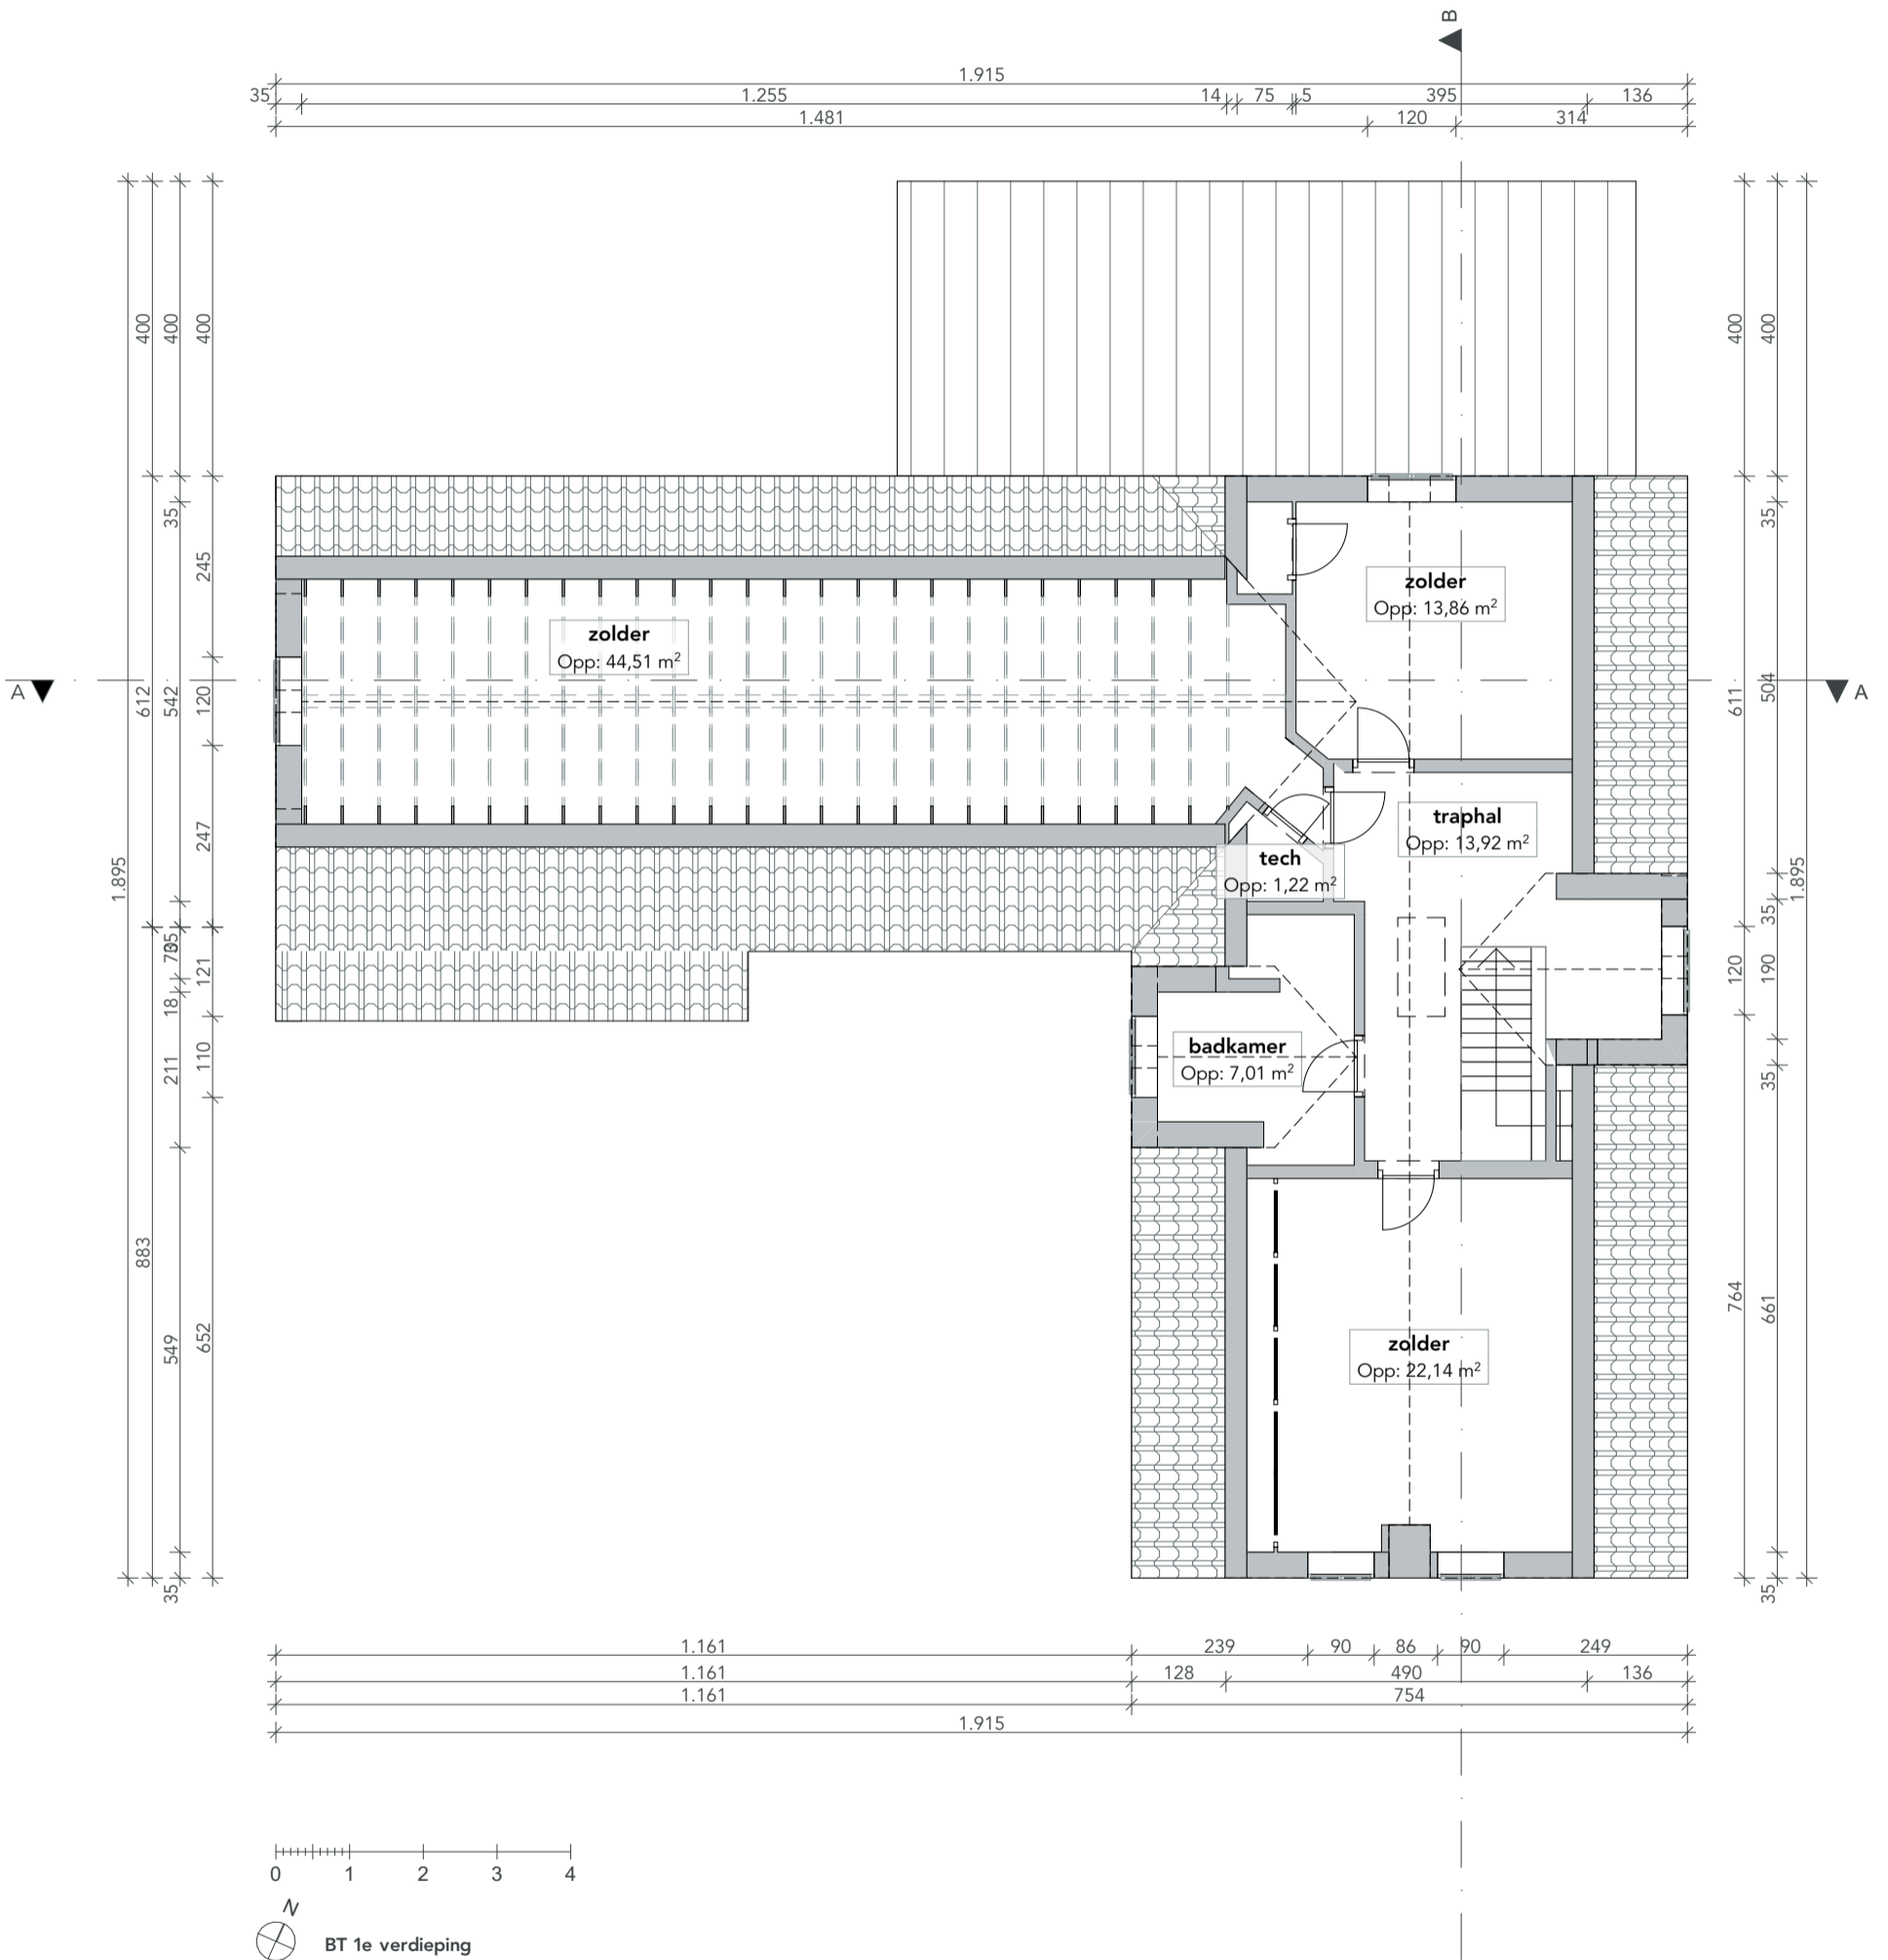 B
1.915
35 1.255 14 75 5 395 136
1.481 120 314
400 400 400
400 400
35
245
35
zolder
Opp: 13,86 m²
zolder
Opp: 44,51 m²
A
612 542 120
611 504
A
247
traphal
Opp: 13,92 m²
tech
Opp: 1,22 m²
1.895
1.895
35
121
18
120 190
badkamer
Opp: 7,01 m²
211 110
35
883
549 652
764 661
zolder
Opp: 22,14 m²
35
35
1.161 239 90 86 90 249
1.161 128 490 136
1.161 754
1.915
0 1 2 3 4
N
BT 1e verdieping